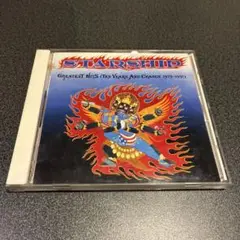 STARSHIP
GREATEST HITS (TEN YEARS AND CHANGE 1979-1991)